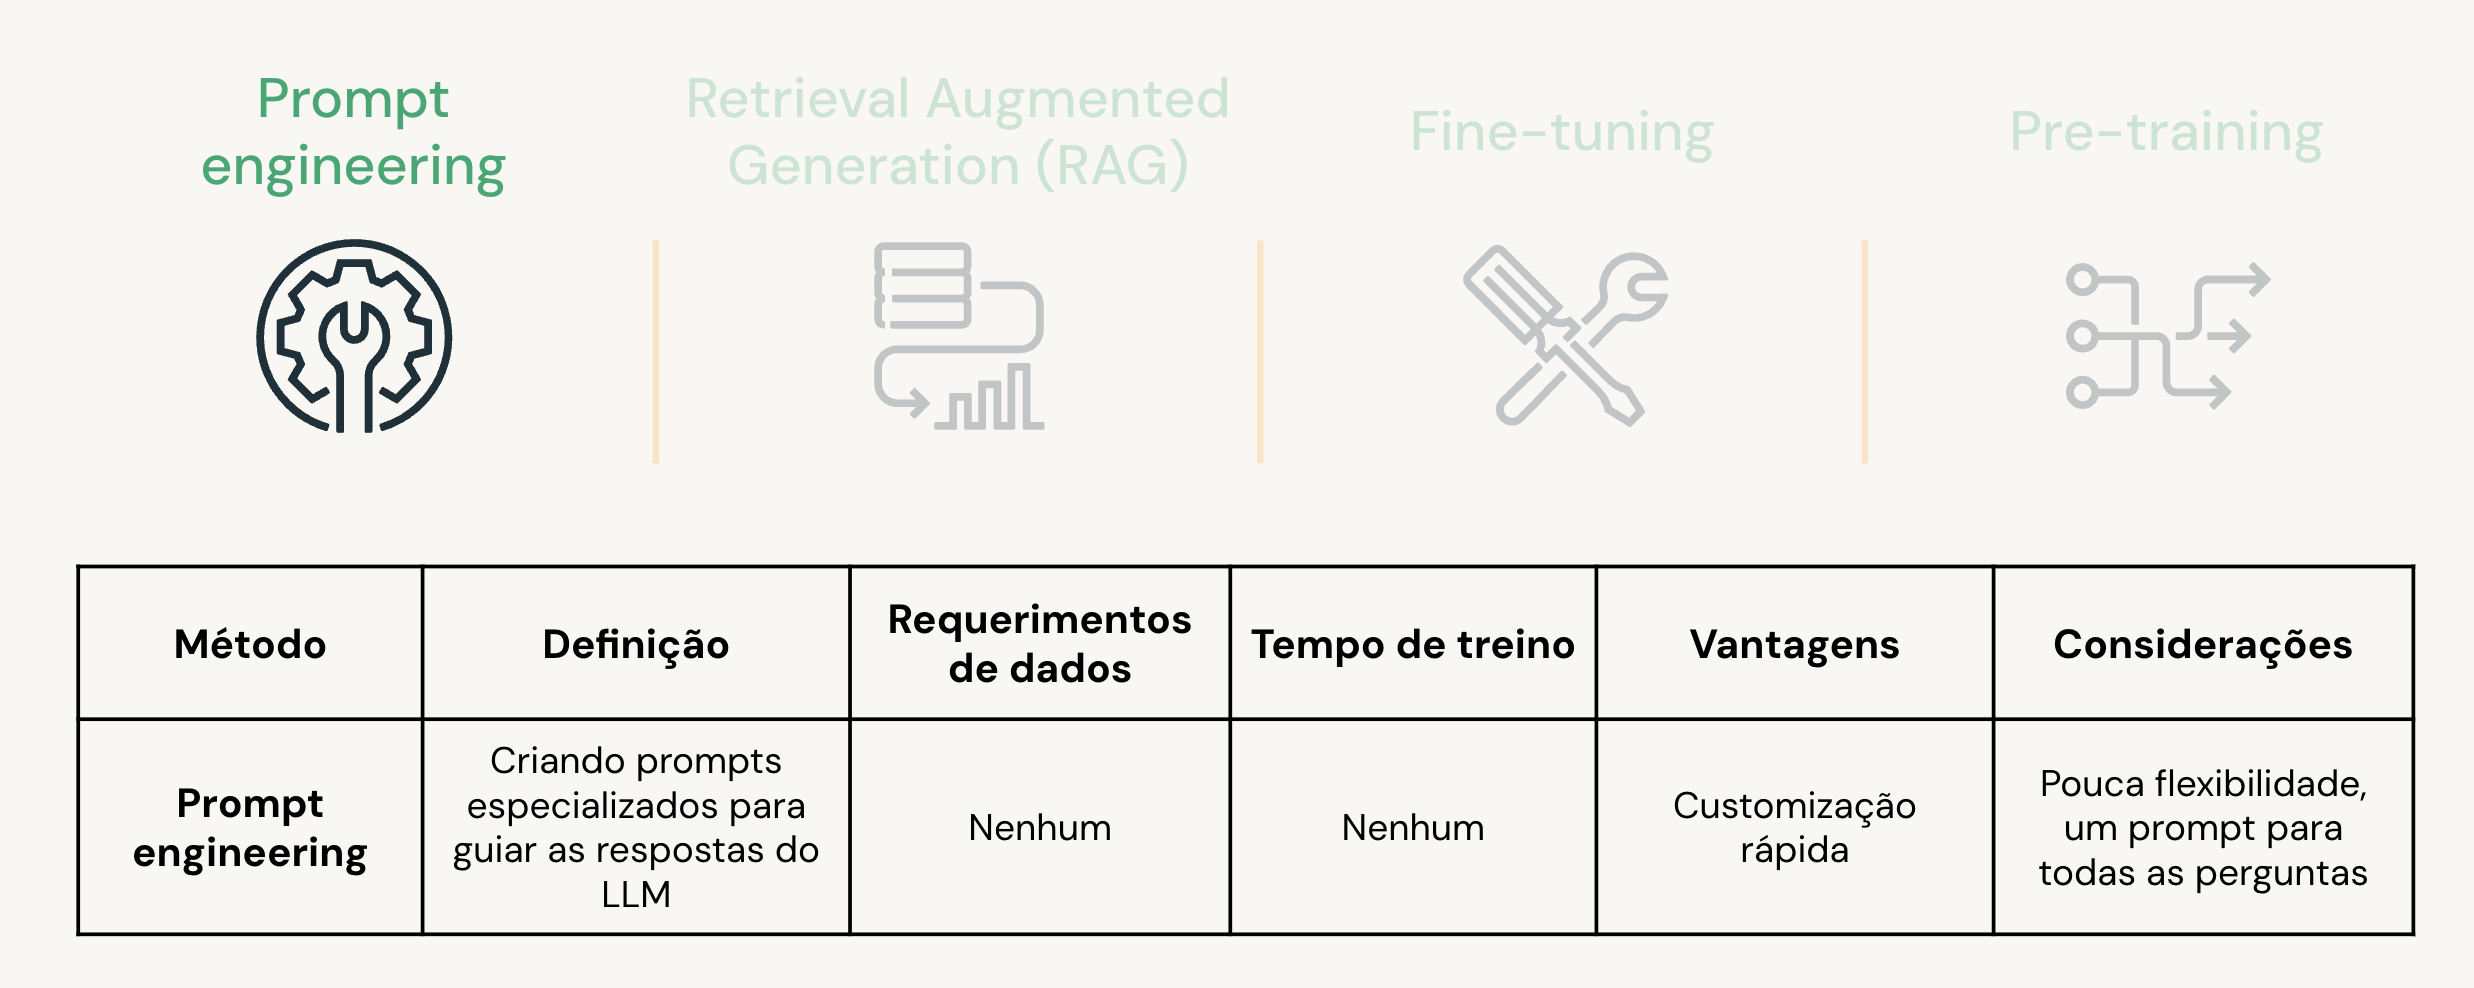 Prompt
engineering
Retrieval Augmented
Generation (RAG)
Fine-tuning
Pre-training
Método
Definição
Requerimentos
de dados
Tempo de treino
Vantagens
Considerações
Prompt
engineering
Criando prompts
especializados para
guiar as respostas do
LLM
Nenhum
Nenhum
Customização
rápida
Pouca flexibilidade,
um prompt para
todas as perguntas